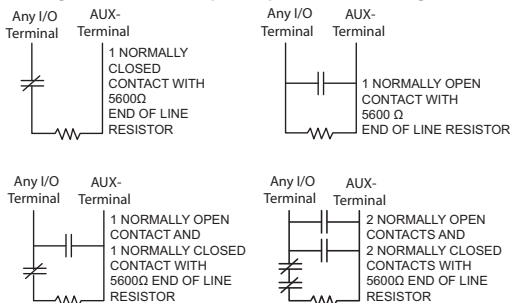 Any I/O
Terminal
AUX-
Terminal
1 NORMALLY
CLOSED
CONTACT WITH
5600Ω
END OF LINE
RESISTOR
Any I/O
Terminal
AUX-
Terminal
1 NORMALLY OPEN
CONTACT WITH
5600 Ω
END OF LINE RESISTOR
Any I/O
Terminal
AUX-
Terminal
1 NORMALLY OPEN
CONTACT AND
1 NORMALLY CLOSED
CONTACT WITH
5600Ω END OF LINE
RESISTOR
Any I/O
Terminal
AUX-
Terminal
2 NORMALLY OPEN
CONTACTS AND
2 NORMALLY CLOSED
CONTACTS WITH
5600Ω END OF LINE
RESISTOR